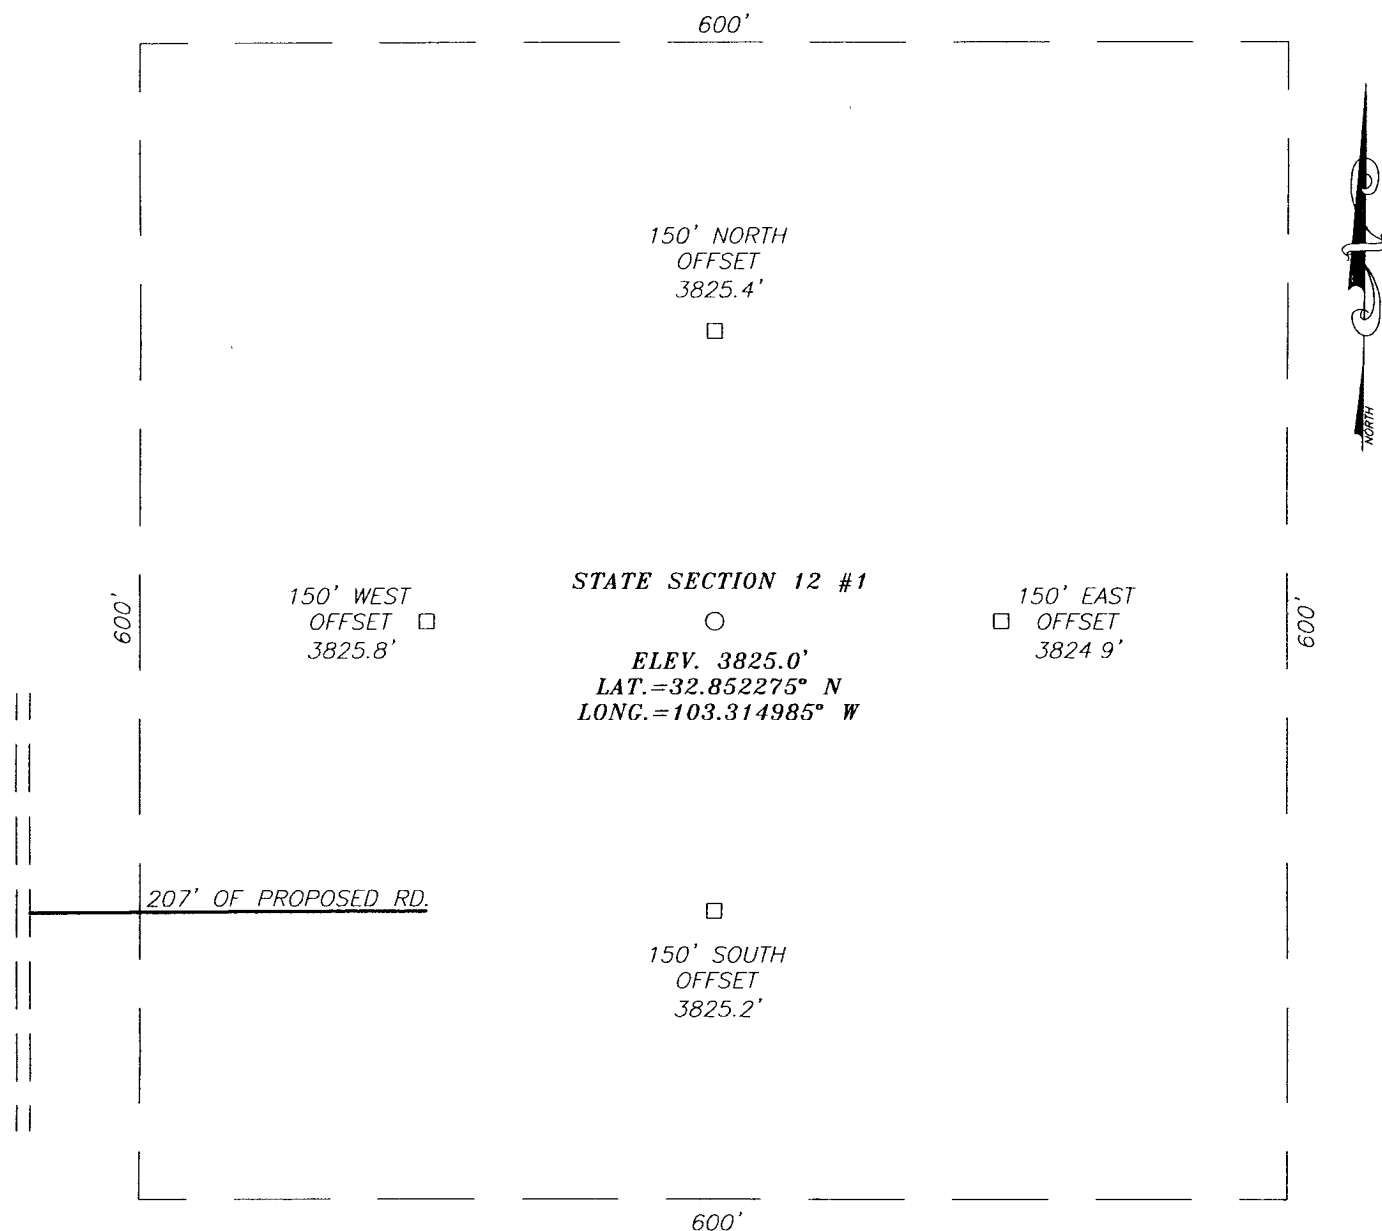 600'
150' NORTH
OFFSET
3825.4'
NORTH
STATE SECTION 12 #1
150' WEST
OFFSET
3825.8'
150' EAST
OFFSET
3824 9'
600'
600'
ELEV. 3825.0'
LAT.=32.852275° N
LONG.=103.314985° W
207' OF PROPOSED RD.
150' SOUTH
OFFSET
3825.2'
600'